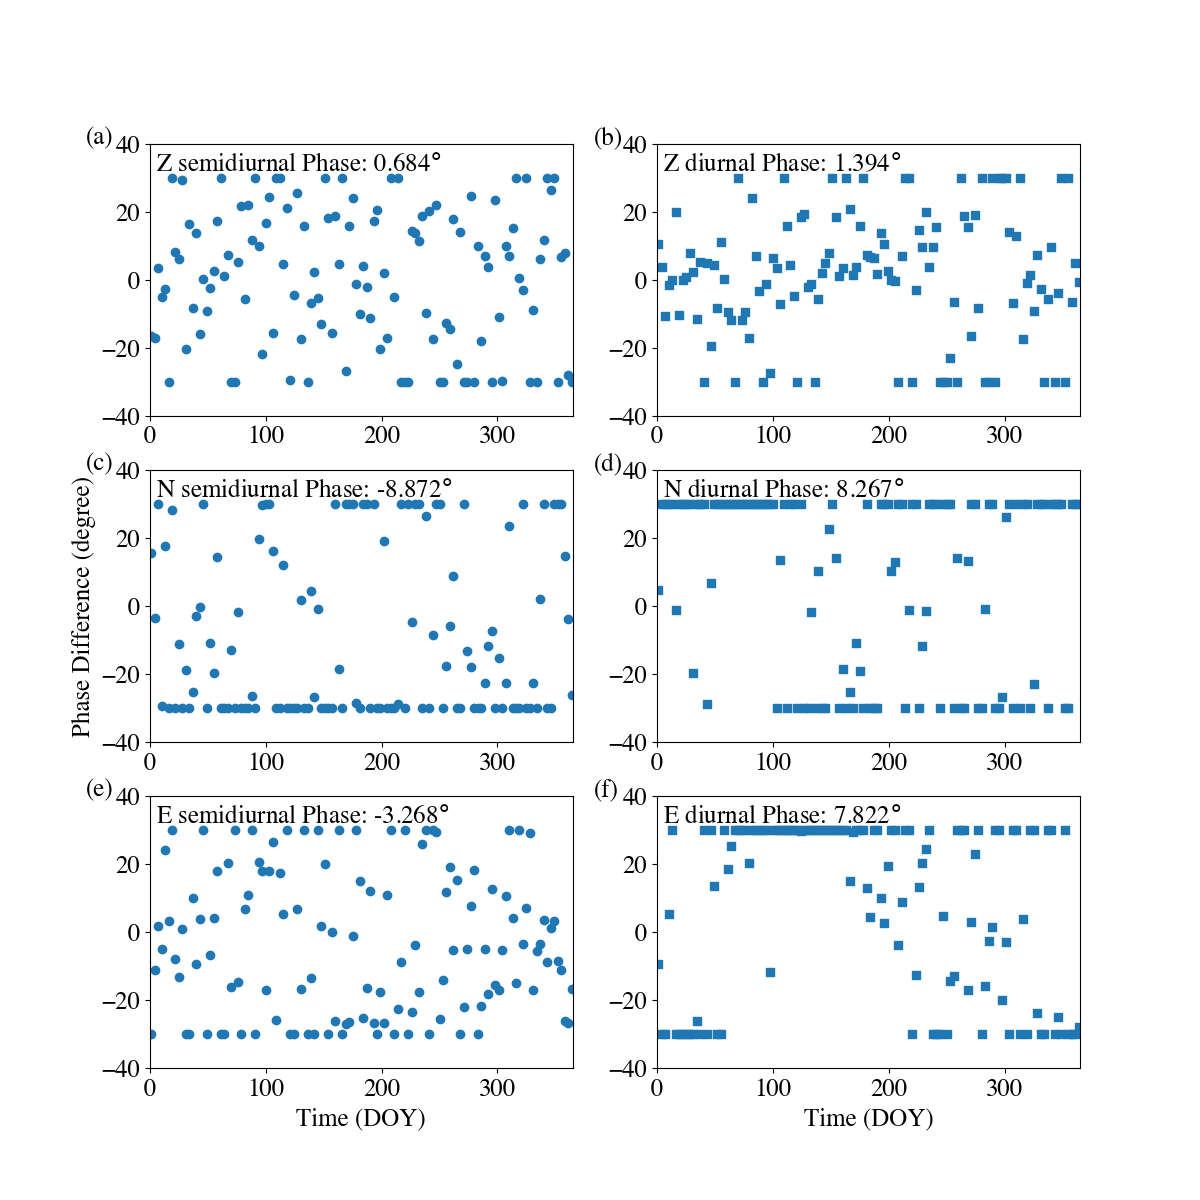 (a)
40
Z semidiurnal Phase: 0.684°
20
0
−20
−40
0 100 200 300
(b)
40
Z diurnal Phase: 1.394°
20
0
−20
−40
0 100 200 300
Phase Difference (degree)
(c)
40
N semidiurnal Phase: -8.872°
20
0
−20
−40
0 100 200 300
(d)
40
N diurnal Phase: 8.267°
20
0
−20
−40
0 100 200 300
(e)
40
E semidiurnal Phase: -3.268°
20
0
−20
−40
0 100 200 300
Time (DOY)
(f)
40
E diurnal Phase: 7.822°
20
0
−20
−40
0 100 200 300
Time (DOY)